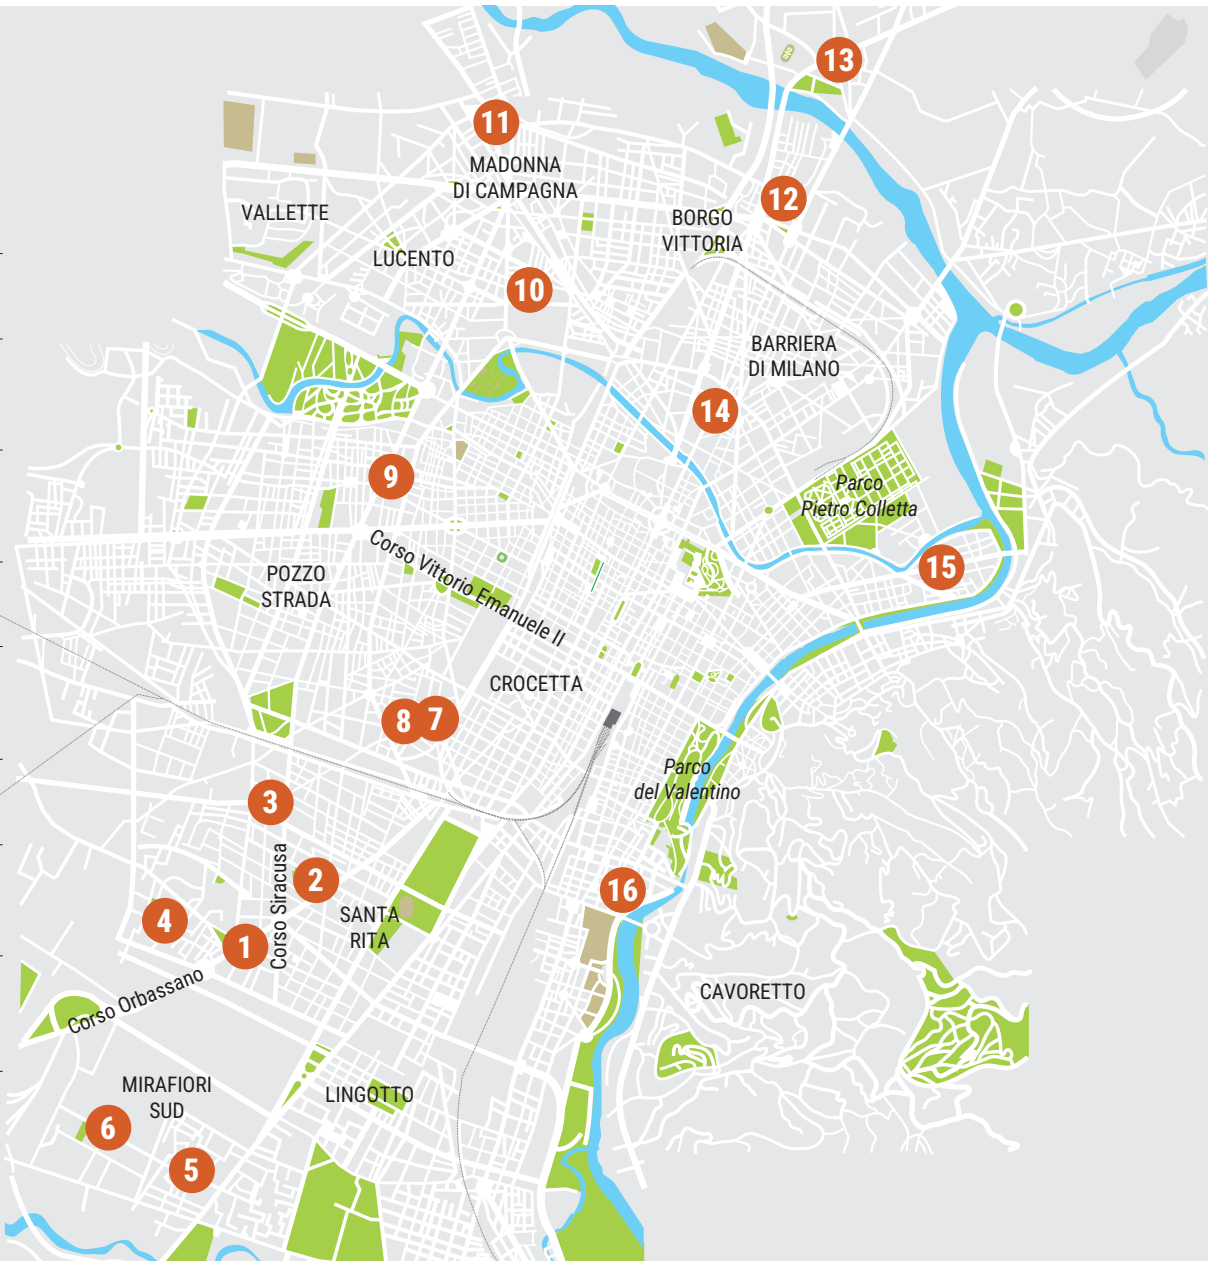 13
11
MADONNA
DI CAMPAGNA
12
VALLETTE
BORGO
VITTORIA
LUCENTO
10
BARRIERA
DI MILANO
14
9
Parco
Pietro Colletta
Corso Vittorio Emanuele II
15
POZZO
STRADA
CROCETTA
8
7
Parco
del Valentino
3
2
16
Corso Siracusa
4
SANTA
RITA
1
CAVORETTO
Corso Orbassano
MIRAFIORI
SUD
LINGOTTO
6
5